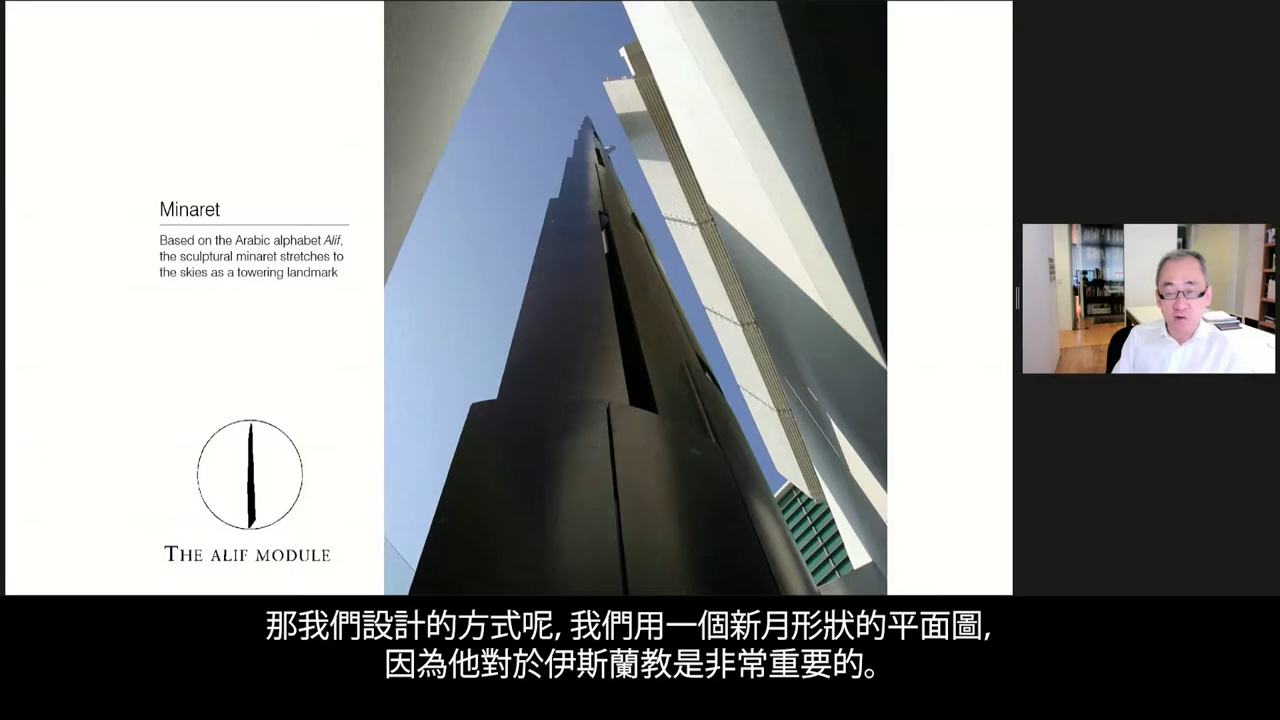 Minaret
Based on the Arabic alphabet Alif,
the sculptural minaret stretches to
the skies as a towering landmark
THE ALIF MODULE
那我們設計的方式呢, 我們用一個新月形狀的平面圖,
因為他對於伊斯蘭教是非常重要的。